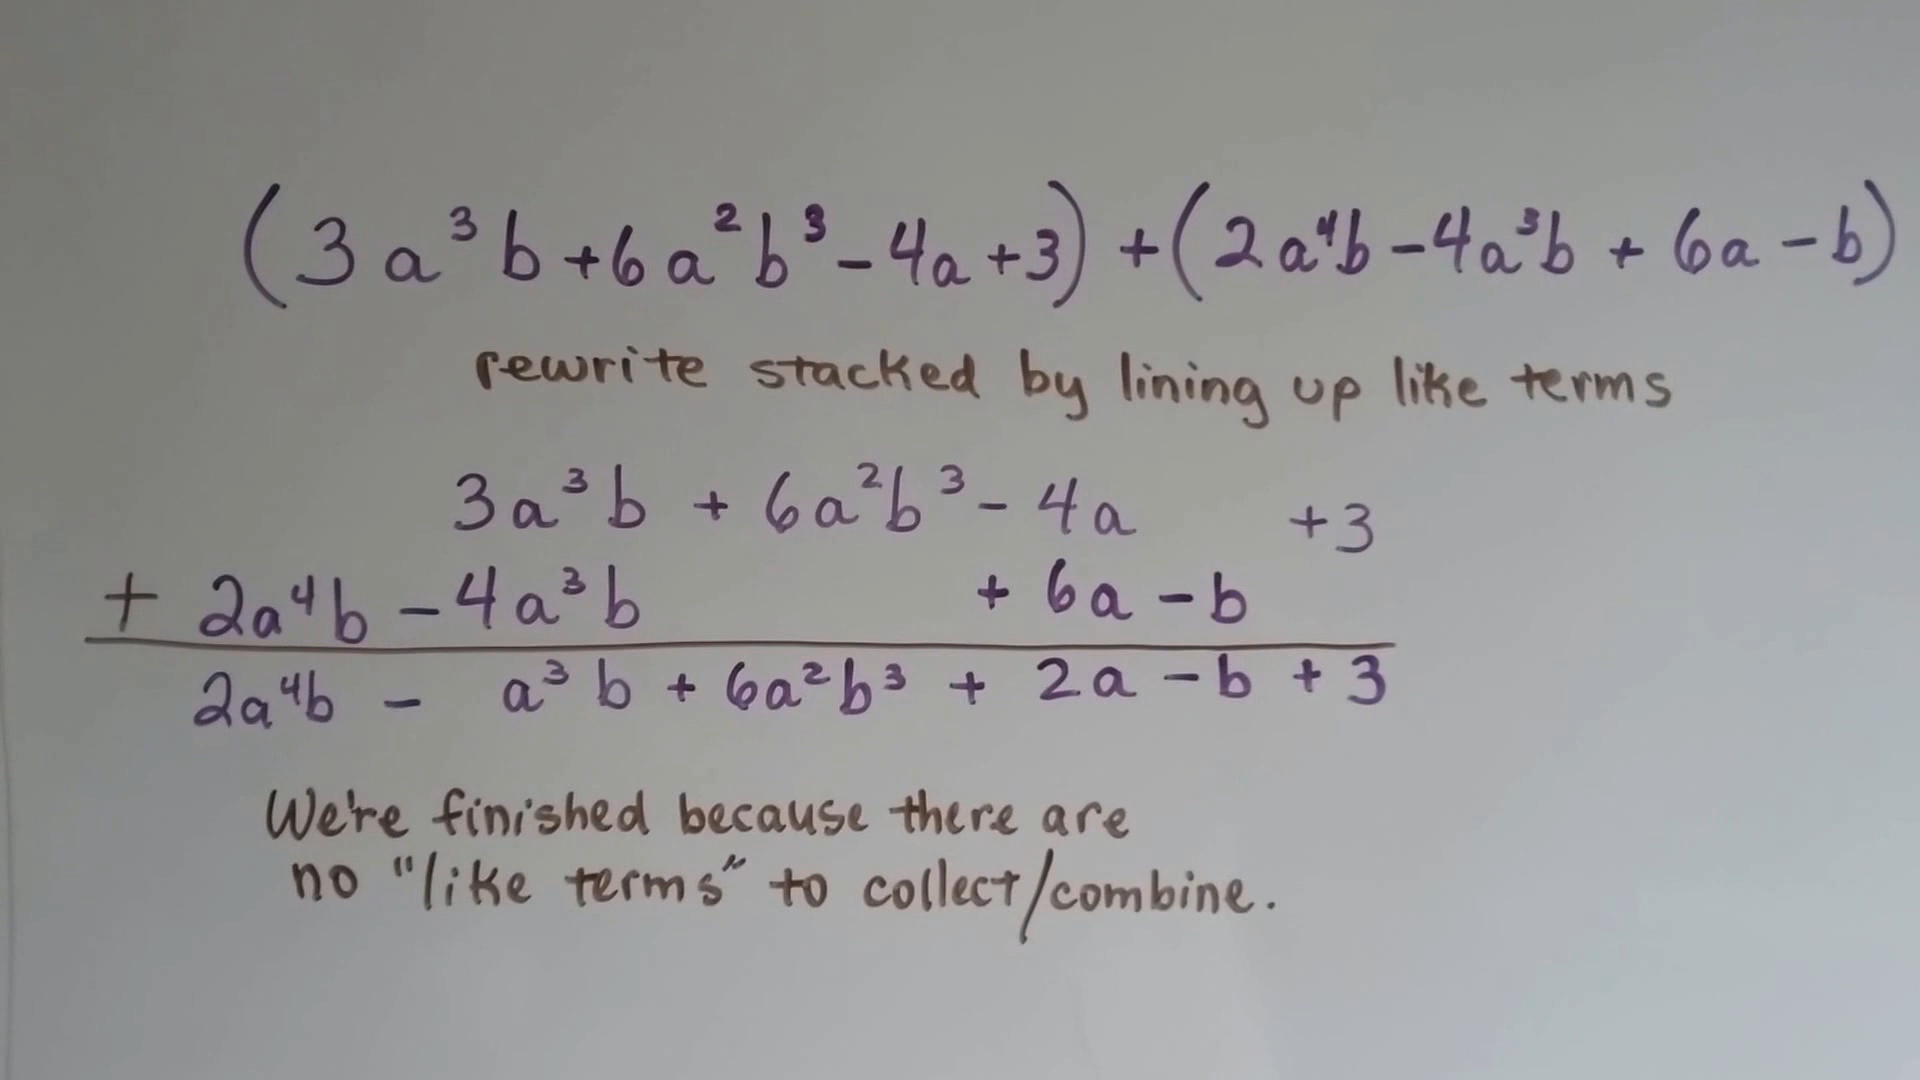 (3a³b+6a²b³-4a+3)+(2a⁴b-4a³b+6a-b)
rewrite stacked by lining up like terms
3a³b + 6a²b³ - 4a +3
+ 2a⁴b - 4a³b + 6a - b
2a⁴b - a³b + 6a²b³ + 2a - b + 3
We're finished because there are
no "like terms" to collect/combine.